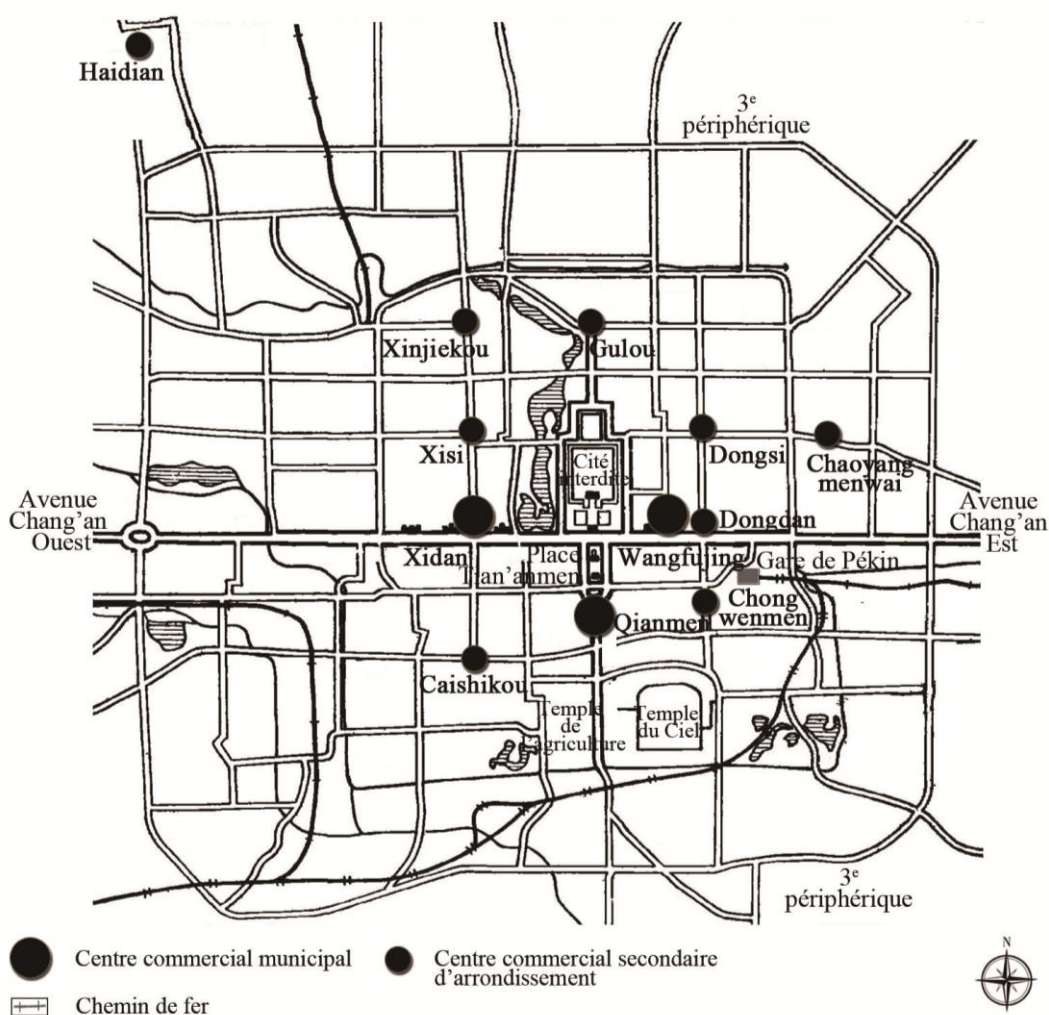 Haidian
3e
périphérique
Xinjiekou
Gulou
Xisi
Cité
interdite
Dongsi
Chaoyang
menwai
Avenue
Chang'an
Ouest
Avenue
Chang'an
Est
Dongdan
Xidan
Place
Tian'anmen
Wangfujing
Gare de Pékin
Chong
wenmen
Qianmen
Caishikou
Temple
de
l'agriculture
Temple
du Ciel
3e
périphérique
N
Centre commercial municipal
Centre commercial secondaire
d'arrondissement
Chemin de fer